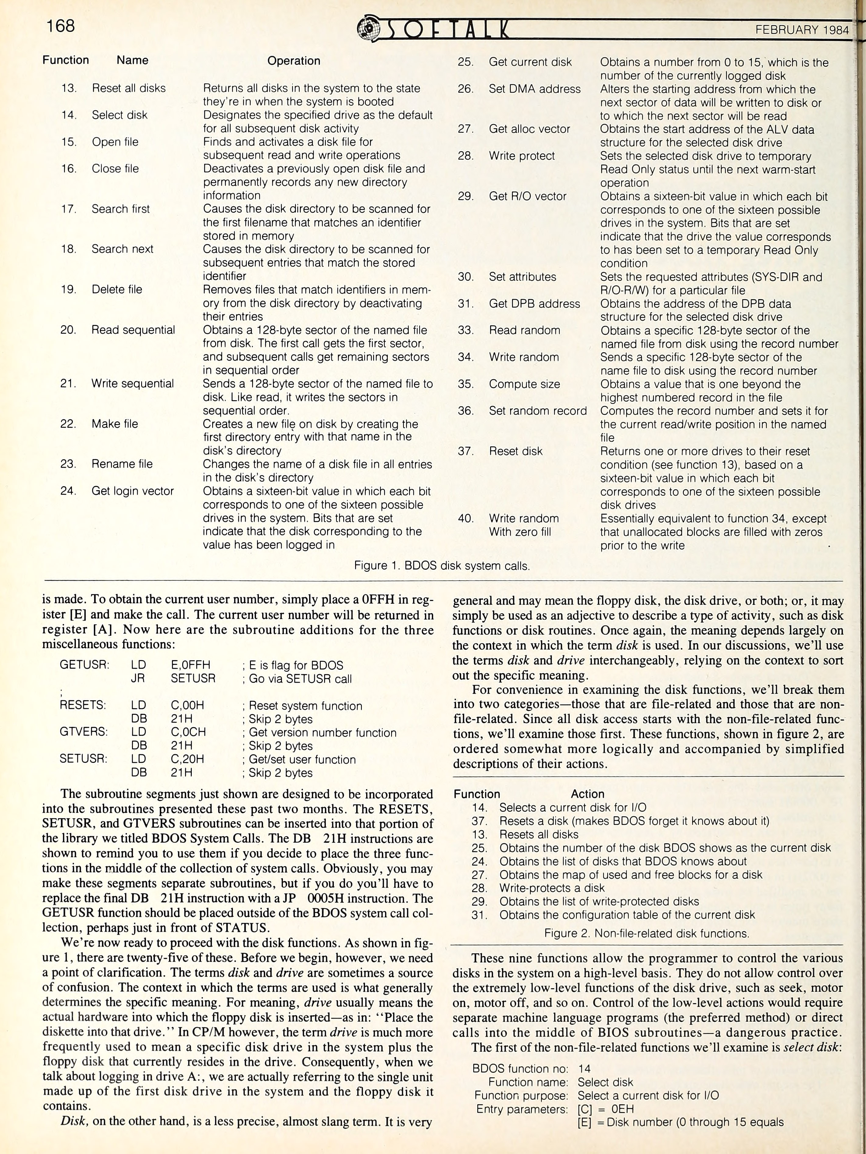 168
SOFTALK
FEBRUARY 1984
Function Name Operation
13. Reset all disks Returns all disks in the system to the state
they're in when the system is booted
14. Select disk Designates the specified drive as the default
for all subsequent disk activity
15. Open file Finds and activates a disk file for
subsequent read and write operations
16. Close file Deactivates a previously open disk file and
permanently records any new directory
information
17. Search first Causes the disk directory to be scanned for
the first filename that matches an identifier
stored in memory
18. Search next Causes the disk directory to be scanned for
subsequent entries that match the stored
identifier
19. Delete file Removes files that match identifiers in mem-
ory from the disk directory by deactivating
their entries
20. Read sequential Obtains a 128-byte sector of the named file
from disk. The first call gets the first sector,
and subsequent calls get remaining sectors
in sequential order
21. Write sequential Sends a 128-byte sector of the named file to
disk. Like read, it writes the sectors in
sequential order.
22. Make file Creates a new file on disk by creating the
first directory entry with that name in the
disk's directory
23. Rename file Changes the name of a disk file in all entries
in the disk's directory
24. Get login vector Obtains a sixteen-bit value in which each bit
corresponds to one of the sixteen possible
drives in the system. Bits that are set
indicate that the disk corresponding to the
value has been logged in
25. Get current disk Obtains a number from 0 to 15, which is the
number of the currently logged disk
26. Set DMA address Alters the starting address from which the
next sector of data will be written to disk or
to which the next sector will be read
27. Get alloc vector Obtains the start address of the ALV data
structure for the selected disk drive
28. Write protect Sets the selected disk drive to temporary
Read Only status until the next warm-start
operation
29. Get R/O vector Obtains a sixteen-bit value in which each bit
corresponds to one of the sixteen possible
drives in the system. Bits that are set
indicate that the drive the value corresponds
to has been set to a temporary Read Only
condition
30. Set attributes Sets the requested attributes (SYS-DIR and
R/O-R/W) for a particular file
31. Get DPB address Obtains the address of the DPB data
structure for the selected disk drive
33. Read random Obtains a specific 128-byte sector of the
named file from disk using the record number
34. Write random Sends a specific 128-byte sector of the
name file to disk using the record number
35. Compute size Obtains a value that is one beyond the
highest numbered record in the file
36. Set random record Computes the record number and sets it for
the current read/write position in the named
file
37. Reset disk Returns one or more drives to their reset
condition (see function 13), based on a
sixteen-bit value in which each bit
corresponds to one of the sixteen possible
disk drives
40. Write random Essentially equivalent to function 34, except
With zero fill that unallocated blocks are filled with zeros
prior to the write
Figure 1. BDOS disk system calls.
is made. To obtain the current user number, simply place a 0FFH in reg-
ister [E] and make the call. The current user number will be returned in
register [A]. Now here are the subroutine additions for the three
miscellaneous functions:
GETUSR: LD E,0FFH ; E is flag for BDOS
JR SETUSR ; Go via SETUSR call
;
RESETS: LD C,00H ; Reset system function
DB 21H ; Skip 2 bytes
GTVERS: LD C,0CH ; Get version number function
DB 21H ; Skip 2 bytes
SETUSR: LD C,20H ; Get/set user function
DB 21H ; Skip 2 bytes
The subroutine segments just shown are designed to be incorporated
into the subroutines presented these past two months. The RESETS,
SETUSR, and GTVERS subroutines can be inserted into that portion of
the library we titled BDOS System Calls. The DB 21H instructions are
shown to remind you to use them if you decide to place the three func-
tions in the middle of the collection of system calls. Obviously, you may
make these segments separate subroutines, but if you do you'll have to
replace the final DB 21H instruction with a JP 0005H instruction. The
GETUSR function should be placed outside of the BDOS system call col-
lection, perhaps just in front of STATUS.
We're now ready to proceed with the disk functions. As shown in fig-
ure 1, there are twenty-five of these. Before we begin, however, we need
a point of clarification. The terms disk and drive are sometimes a source
of confusion. The context in which the terms are used is what generally
determines the specific meaning. For meaning, drive usually means the
actual hardware into which the floppy disk is inserted—as in: "Place the
diskette into that drive." In CP/M however, the term drive is much more
frequently used to mean a specific disk drive in the system plus the
floppy disk that currently resides in the drive. Consequently, when we
talk about logging in drive A:, we are actually referring to the single unit
made up of the first disk drive in the system and the floppy disk it
contains.
Disk, on the other hand, is a less precise, almost slang term. It is very
general and may mean the floppy disk, the disk drive, or both; or, it may
simply be used as an adjective to describe a type of activity, such as disk
functions or disk routines. Once again, the meaning depends largely on
the context in which the term disk is used. In our discussions, we'll use
the terms disk and drive interchangeably, relying on the context to sort
out the specific meaning.
For convenience in examining the disk functions, we'll break them
into two categories—those that are file-related and those that are non-
file-related. Since all disk access starts with the non-file-related func-
tions, we'll examine those first. These functions, shown in figure 2, are
ordered somewhat more logically and accompanied by simplified
descriptions of their actions.
Function Action
14. Selects a current disk for I/O
37. Resets a disk (makes BDOS forget it knows about it)
13. Resets all disks
25. Obtains the number of the disk BDOS shows as the current disk
24. Obtains the list of disks that BDOS knows about
27. Obtains the map of used and free blocks for a disk
28. Write-protects a disk
29. Obtains the list of write-protected disks
31. Obtains the configuration table of the current disk
Figure 2. Non-file-related disk functions.
These nine functions allow the programmer to control the various
disks in the system on a high-level basis. They do not allow control over
the extremely low-level functions of the disk drive, such as seek, motor
on, motor off, and so on. Control of the low-level actions would require
separate machine language programs (the preferred method) or direct
calls into the middle of BIOS subroutines—a dangerous practice.
The first of the non-file-related functions we'll examine is select disk:
BDOS function no: 14
Function name: Select disk
Function purpose: Select a current disk for I/O
Entry parameters: [C] = 0EH
[E] = Disk number (0 through 15 equals